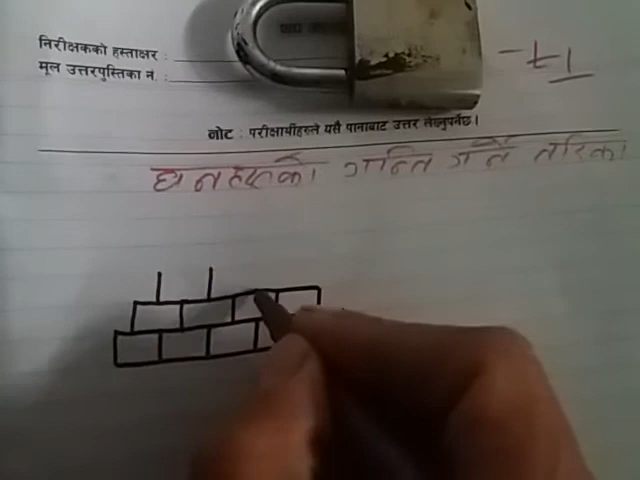 निरीक्षकको हस्ताक्षर :
मूल उत्तरपुस्तिका नं. :
नोट : परीक्षार्थीहरुले यसै पानाबाट उत्तर लेख्नुपर्नेछ।
घनहरुको गन्ति गर्ने तरिका